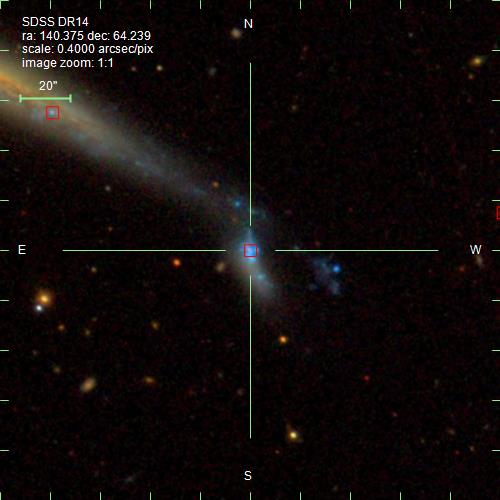 SDSS DR14
ra: 140.375 dec: 64.239
scale: 0.4000 arcsec/pix
image zoom: 1:1
20"
N
E
W
S